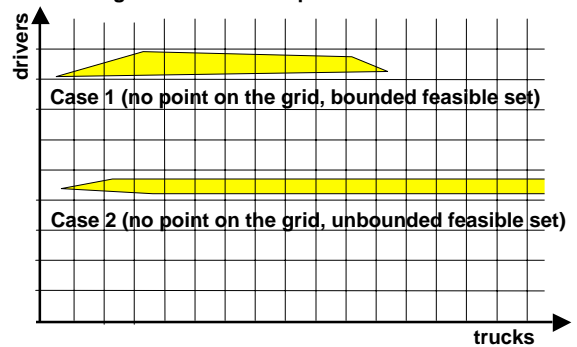 drivers
Case 1 (no point on the grid, bounded feasible set)
Case 2 (no point on the grid, unbounded feasible set)
trucks